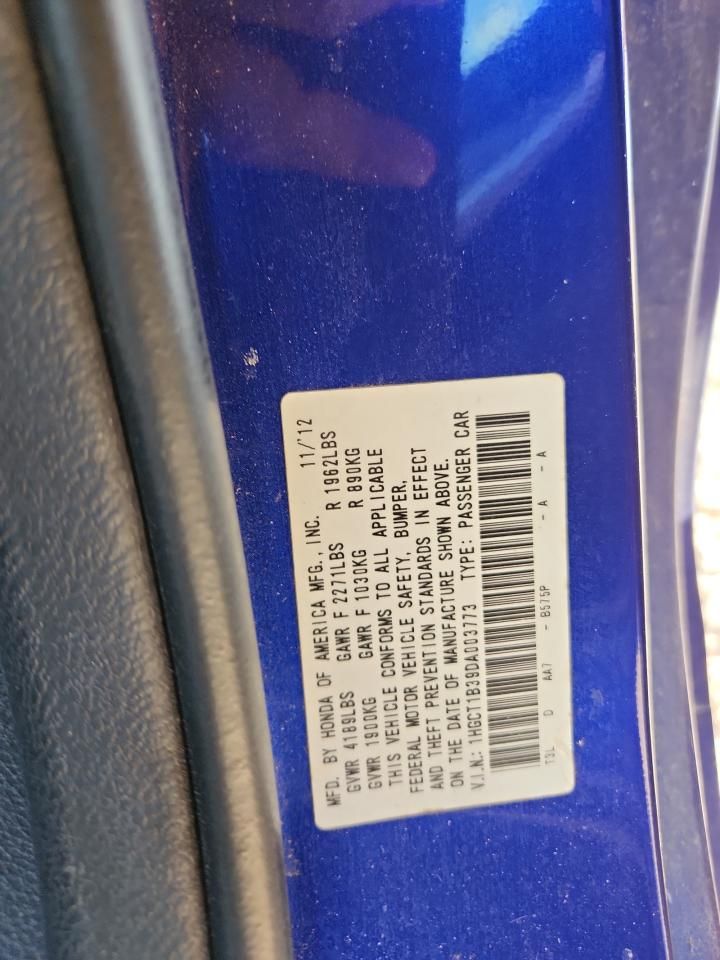 MFD. BY HONDA OF AMERICA MFG., INC. 11/'12
GVWR 4189LBS GAWR F 2271LBS R 1962LBS
GVWR 1900KG GAWR F 1030KG R 890KG
THIS VEHICLE CONFORMS TO ALL APPLICABLE
FEDERAL MOTOR VEHICLE SAFETY, BUMPER,
AND THEFT PREVENTION STANDARDS IN EFFECT
ON THE DATE OF MANUFACTURE SHOWN ABOVE.
V.I.N.: 1HGCT1B39DA003773 TYPE: PASSENGER CAR
T3L D AA7 - B575P - A - A